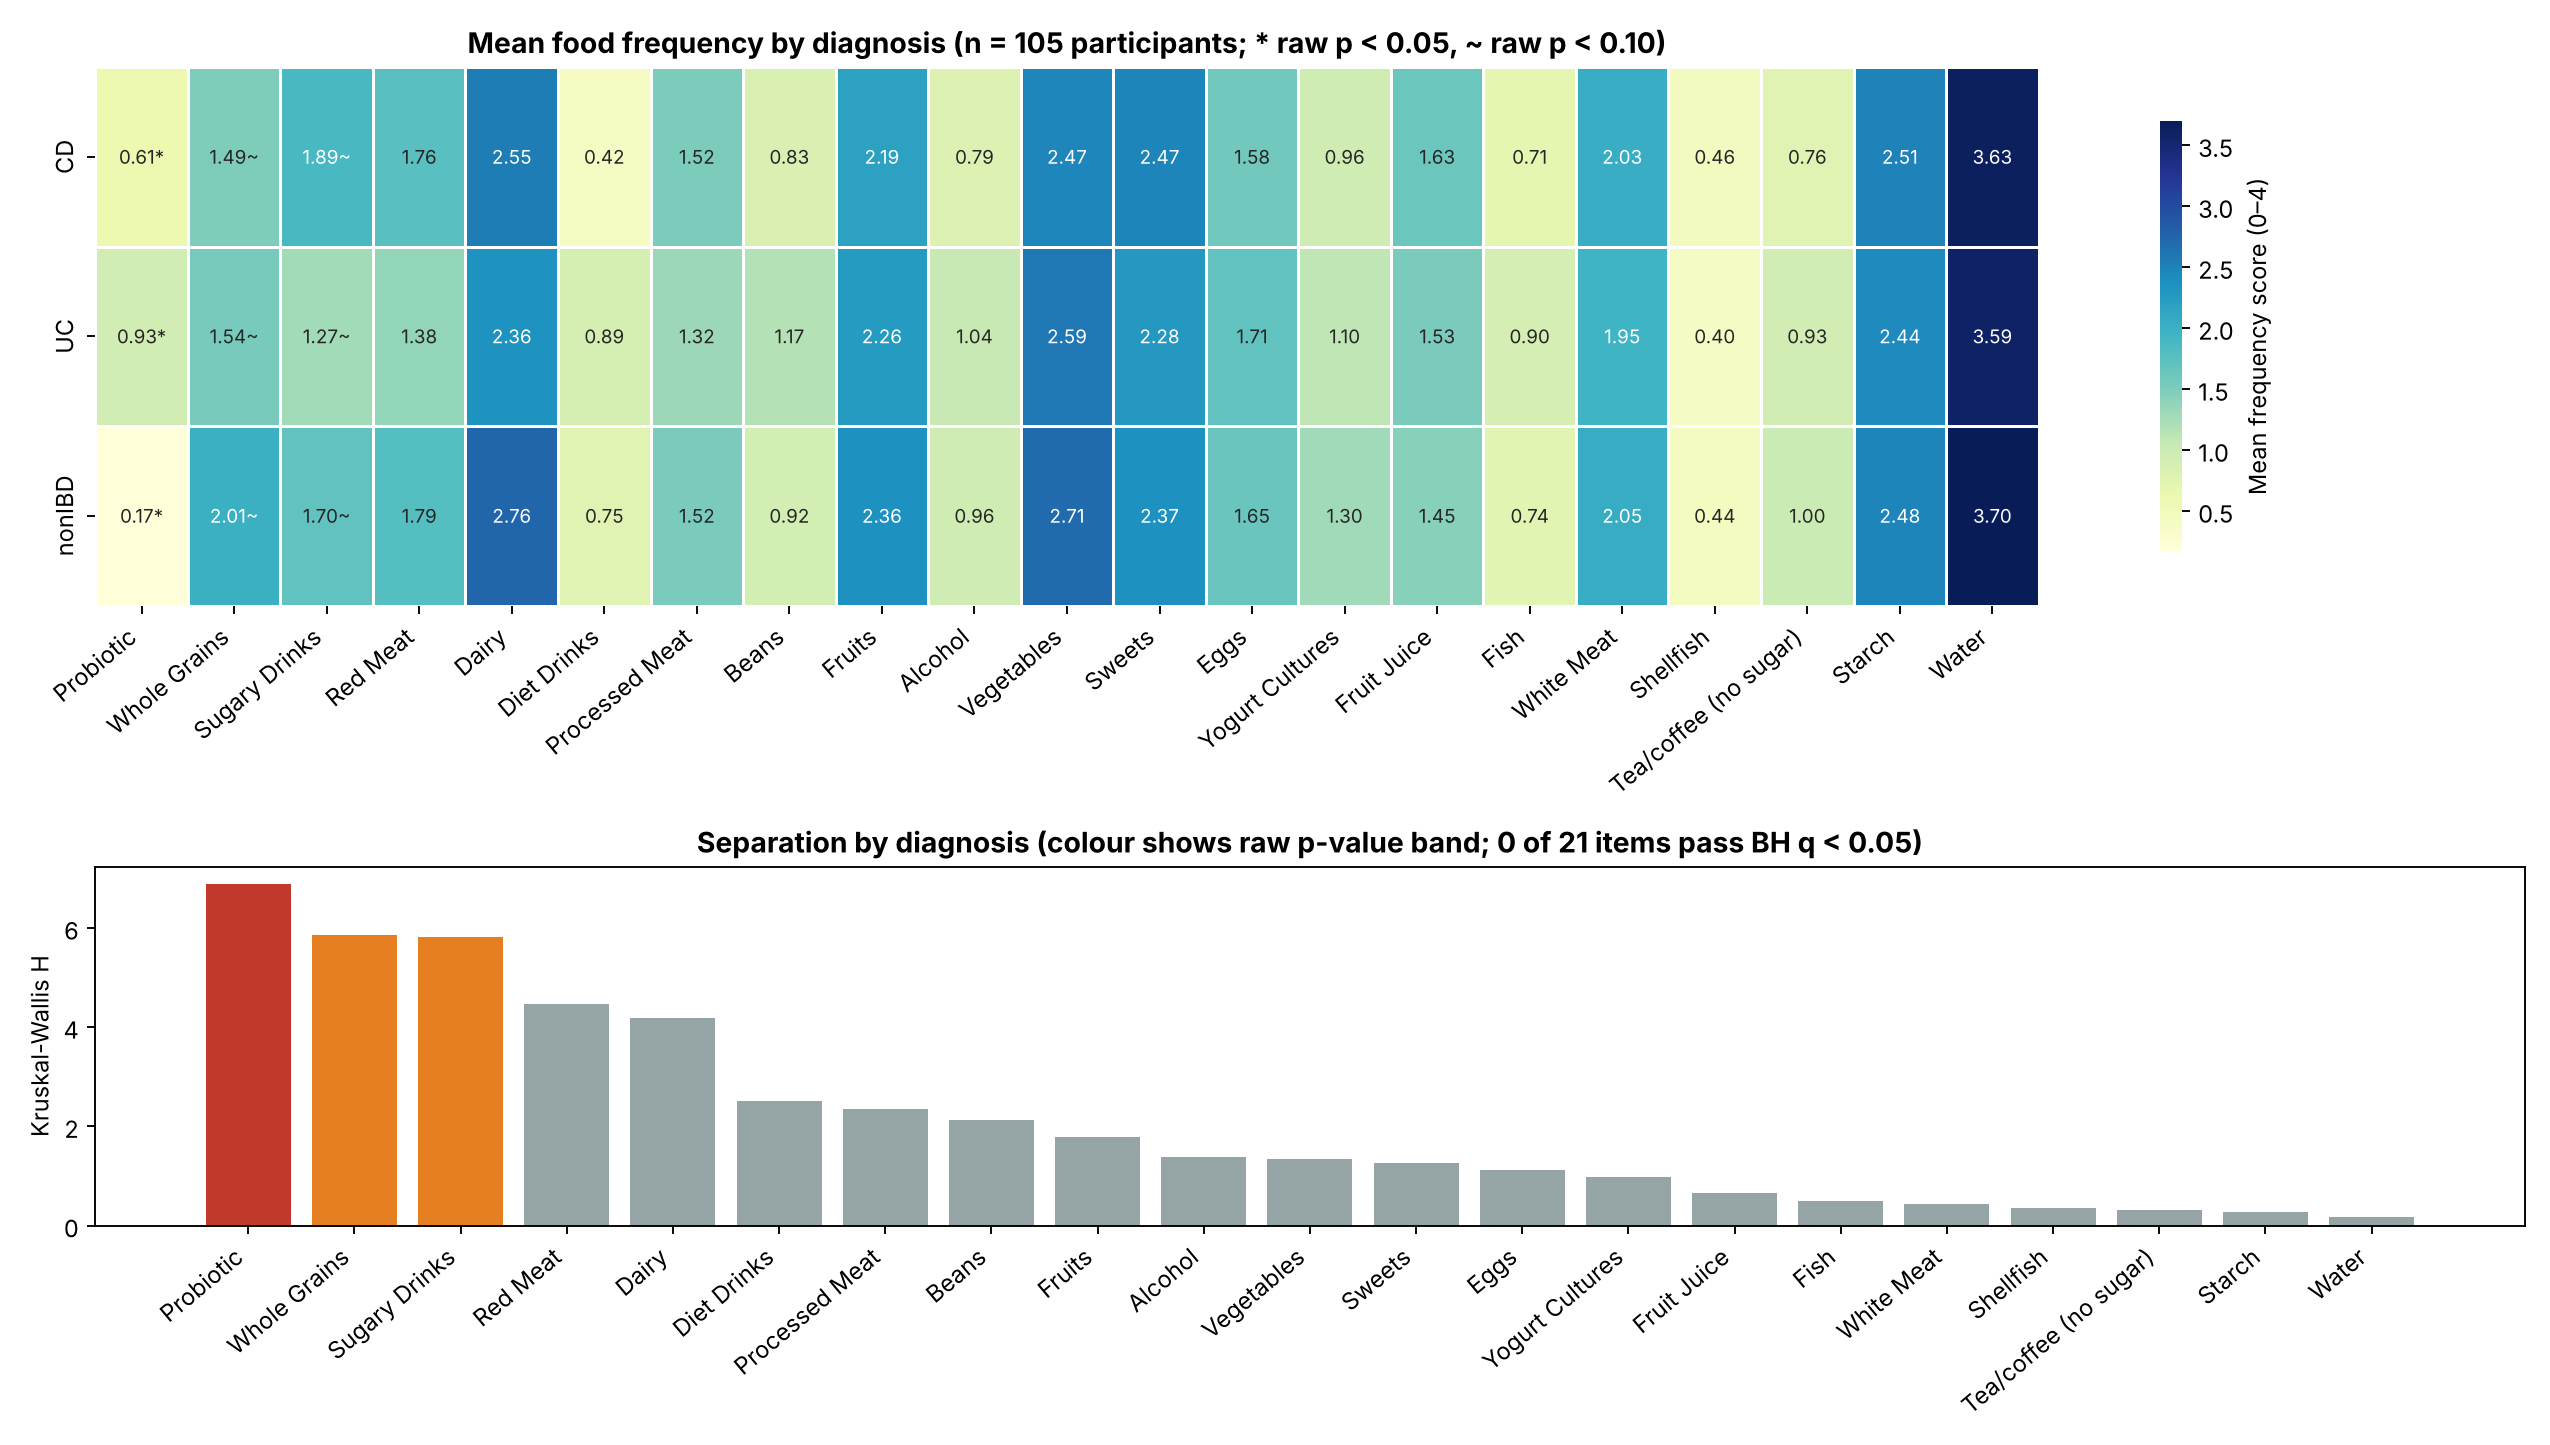 Mean food frequency by diagnosis (n = 105 participants; * raw p < 0.05, ~ raw p < 0.10)
CD 0.61* 1.49~ 1.89~ 1.76 2.55 0.42 1.52 0.83 2.19 0.79 2.47 2.47 1.58 0.96 1.63 0.71 2.03 0.46 0.76 2.51 3.63
UC 0.93* 1.54~ 1.27~ 1.38 2.36 0.89 1.32 1.17 2.26 1.04 2.59 2.28 1.71 1.10 1.53 0.90 1.95 0.40 0.93 2.44 3.59
nonIBD 0.17* 2.01~ 1.70~ 1.79 2.76 0.75 1.52 0.92 2.36 0.96 2.71 2.37 1.65 1.30 1.45 0.74 2.05 0.44 1.00 2.48 3.70
Probiotic
Whole Grains
Sugary Drinks
Red Meat
Dairy
Diet Drinks
Processed Meat
Beans
Fruits
Alcohol
Vegetables
Sweets
Eggs
Yogurt Cultures
Fruit Juice
Fish
White Meat
Shellfish
Tea/coffee (no sugar)
Starch
Water
3.5
3.0
2.5
2.0
1.5
1.0
0.5
Mean frequency score (0–4)
Separation by diagnosis (colour shows raw p-value band; 0 of 21 items pass BH q < 0.05)
Kruskal-Wallis H
6
4
2
0
Probiotic
Whole Grains
Sugary Drinks
Red Meat
Dairy
Diet Drinks
Processed Meat
Beans
Fruits
Alcohol
Vegetables
Sweets
Eggs
Yogurt Cultures
Fruit Juice
Fish
White Meat
Shellfish
Tea/coffee (no sugar)
Starch
Water